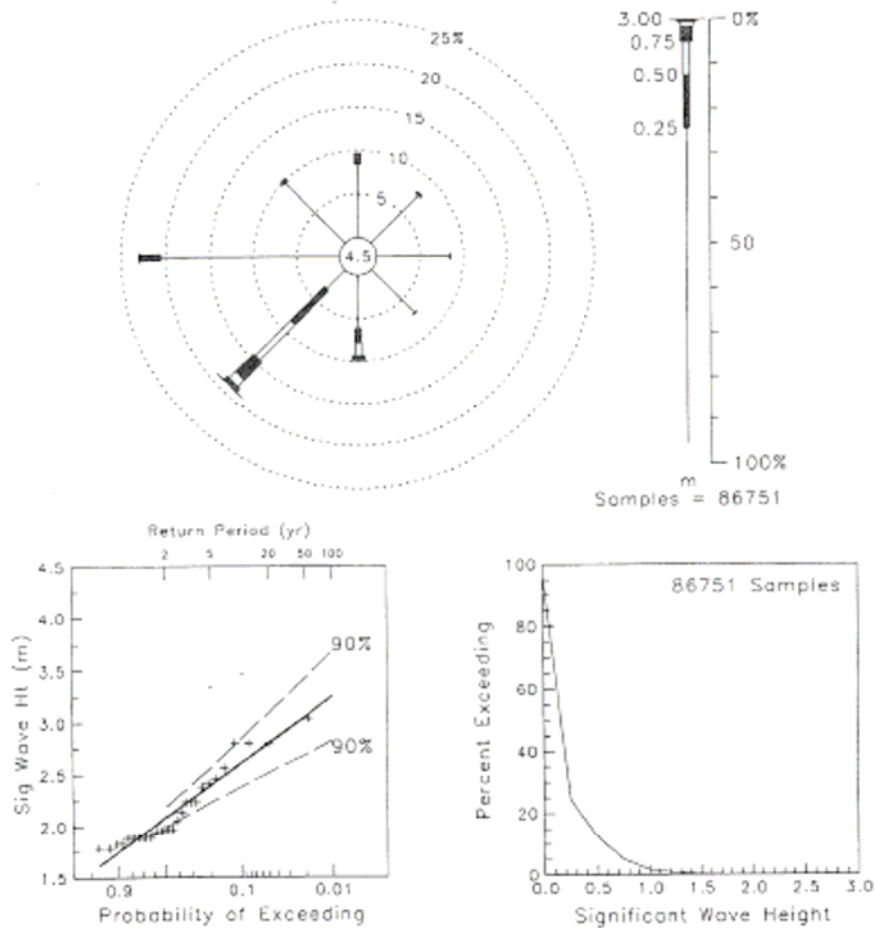 25%
20
15
10
5
4.5
3.00
0.75
0.50
0.25
0%
50
100%
m
Samples = 86751
Return Period (yr)
2 5 10 20 50 100
4.5
4.0
3.5
3.0
2.5
2.0
1.5
Sig Wave Ht (m)
90%
90%
0.9 0.1 0.01
Probability of Exceeding
100
80
60
40
20
0
Percent Exceeding
86751 Samples
0.0 0.5 1.0 1.5 2.0 2.5 3.0
Significant Wave Height